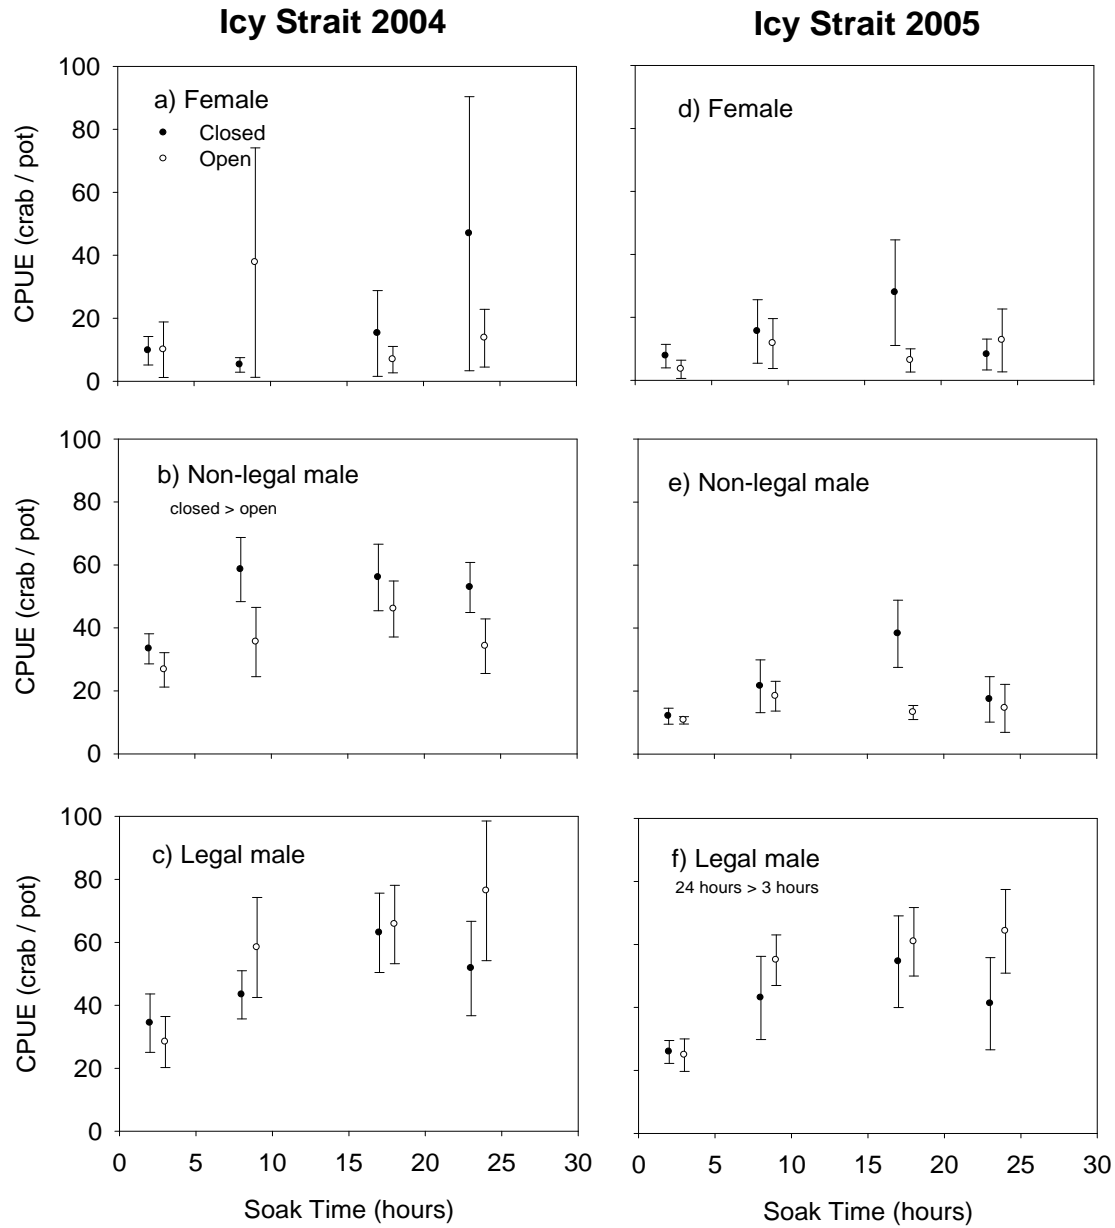 Icy Strait 2004
Icy Strait 2005
100
80
60
40
20
0
CPUE (crab / pot)
a) Female
Closed
Open
d) Female
100
80
60
40
20
0
CPUE (crab / pot)
b) Non-legal male
closed > open
e) Non-legal male
100
80
60
40
20
0
CPUE (crab / pot)
c) Legal male
f) Legal male
24 hours > 3 hours
0 5 10 15 20 25 30
0 5 10 15 20 25 30
Soak Time (hours)
Soak Time (hours)